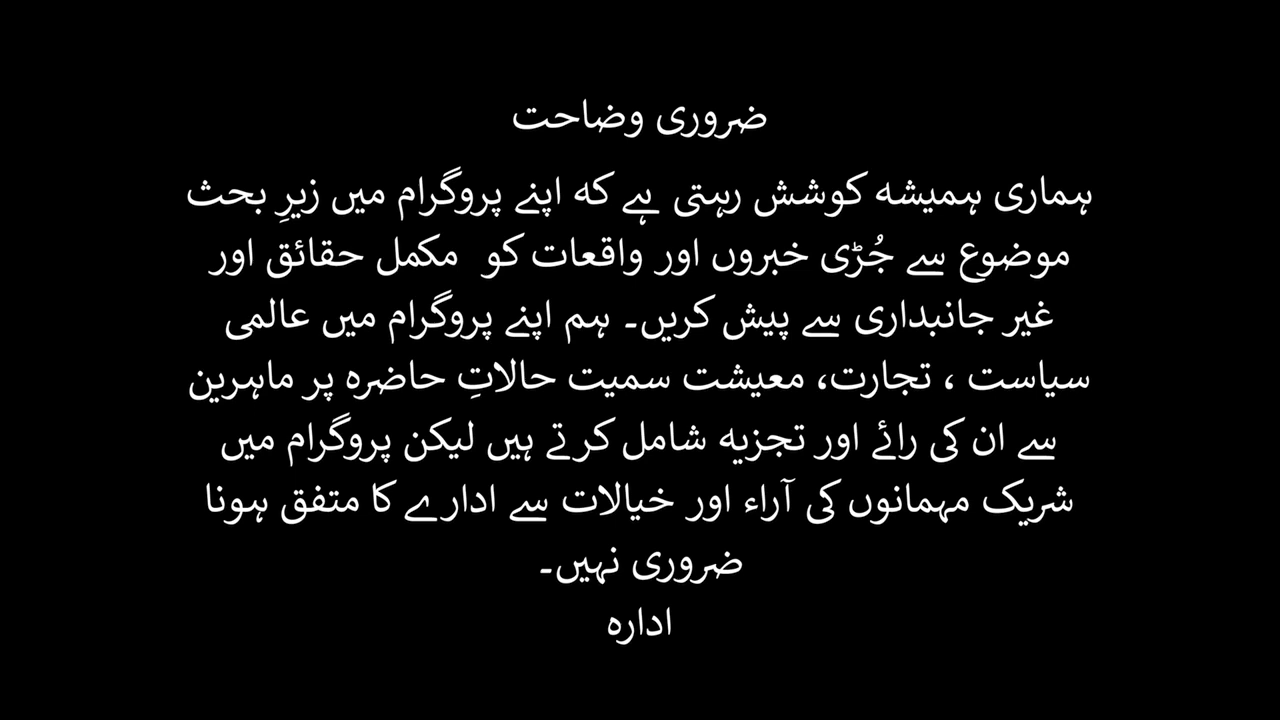 ضروری وضاحت
ہماری ہمیشہ کوشش رہتی ہے کہ اپنے پروگرام میں زیرِ بحث
موضوع سے جُڑی خبروں اور واقعات کو مکمل حقائق اور
غیر جانبداری سے پیش کریں۔ ہم اپنے پروگرام میں عالمی
سیاست ، تجارت، معیشت سمیت حالاتِ حاضرہ پر ماہرین
سے ان کی رائے اور تجزیہ شامل کرتے ہیں لیکن پروگرام میں
شریک مہمانوں کی آراء اور خیالات سے ادارے کا متفق ہونا
ضروری نہیں۔
ادارہ